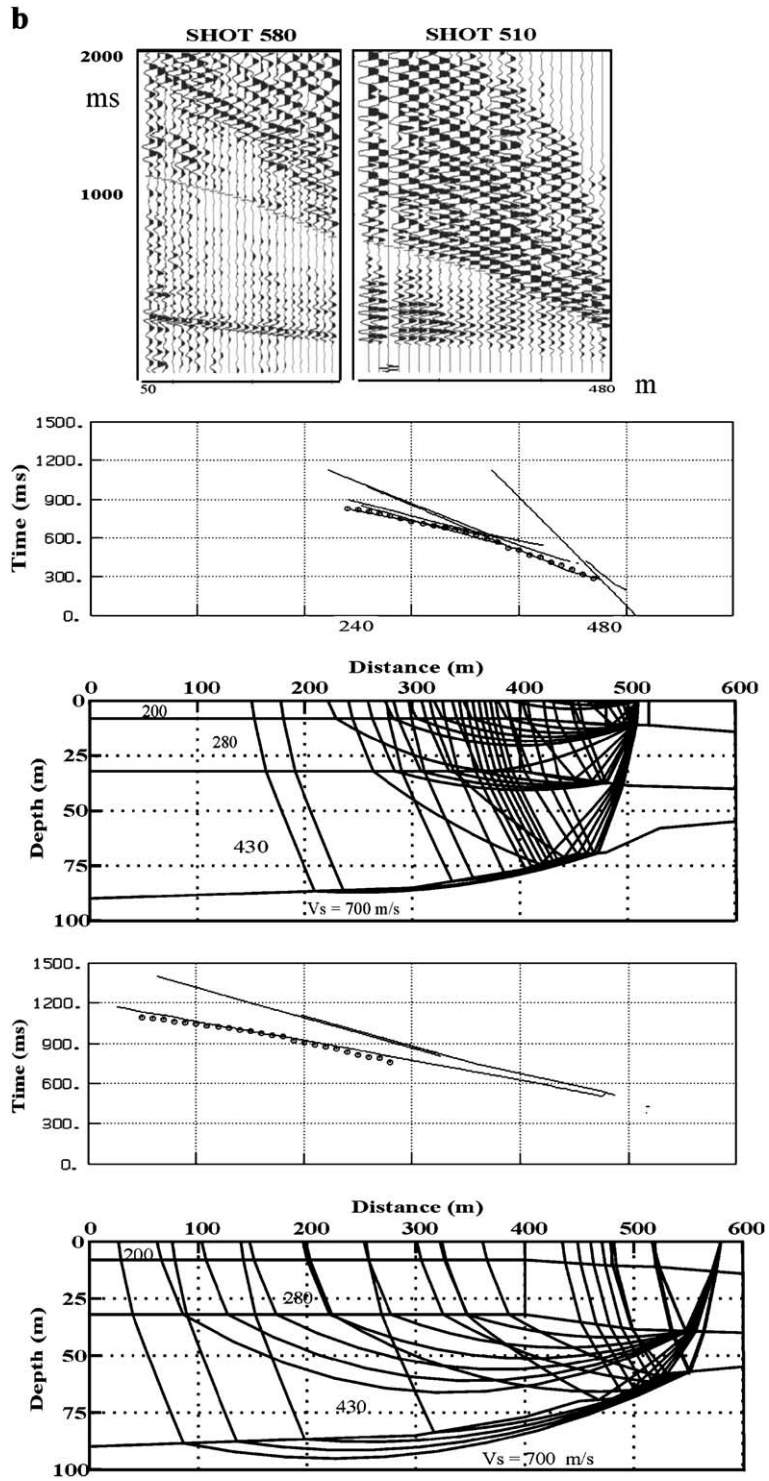 b
SHOT 580 SHOT 510
2000
ms
1000
50 480 m
1500.
1200
900.
600.
300.
0.
Time (ms)
240 480
Distance (m)
0 100 200 300 400 500 600
0
25
50
75
100
Depth (m)
200
280
430
Vs = 700 m/s
1500.
1200
900.
600.
300.
0.
Time (ms)
Distance (m)
0 100 200 300 400 500 600
0
25
50
75
100
Depth (m)
200
280
430
Vs = 700 m/s